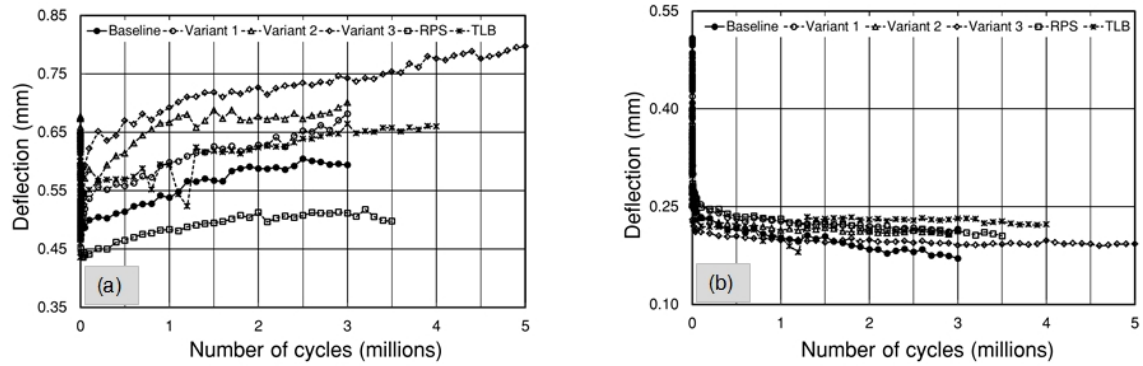 0.85
Baseline Variant 1 Variant 2 Variant 3 RPS TLB
0.75
0.65
0.55
0.45
0.35
Deflection (mm)
(a)
0 1 2 3 4 5
Number of cycles (millions)
0.55
Baseline Variant 1 Variant 2 Variant 3 RPS TLB
0.40
0.25
0.10
Deflection (mm)
(b)
0 1 2 3 4 5
Number of cycles (millions)